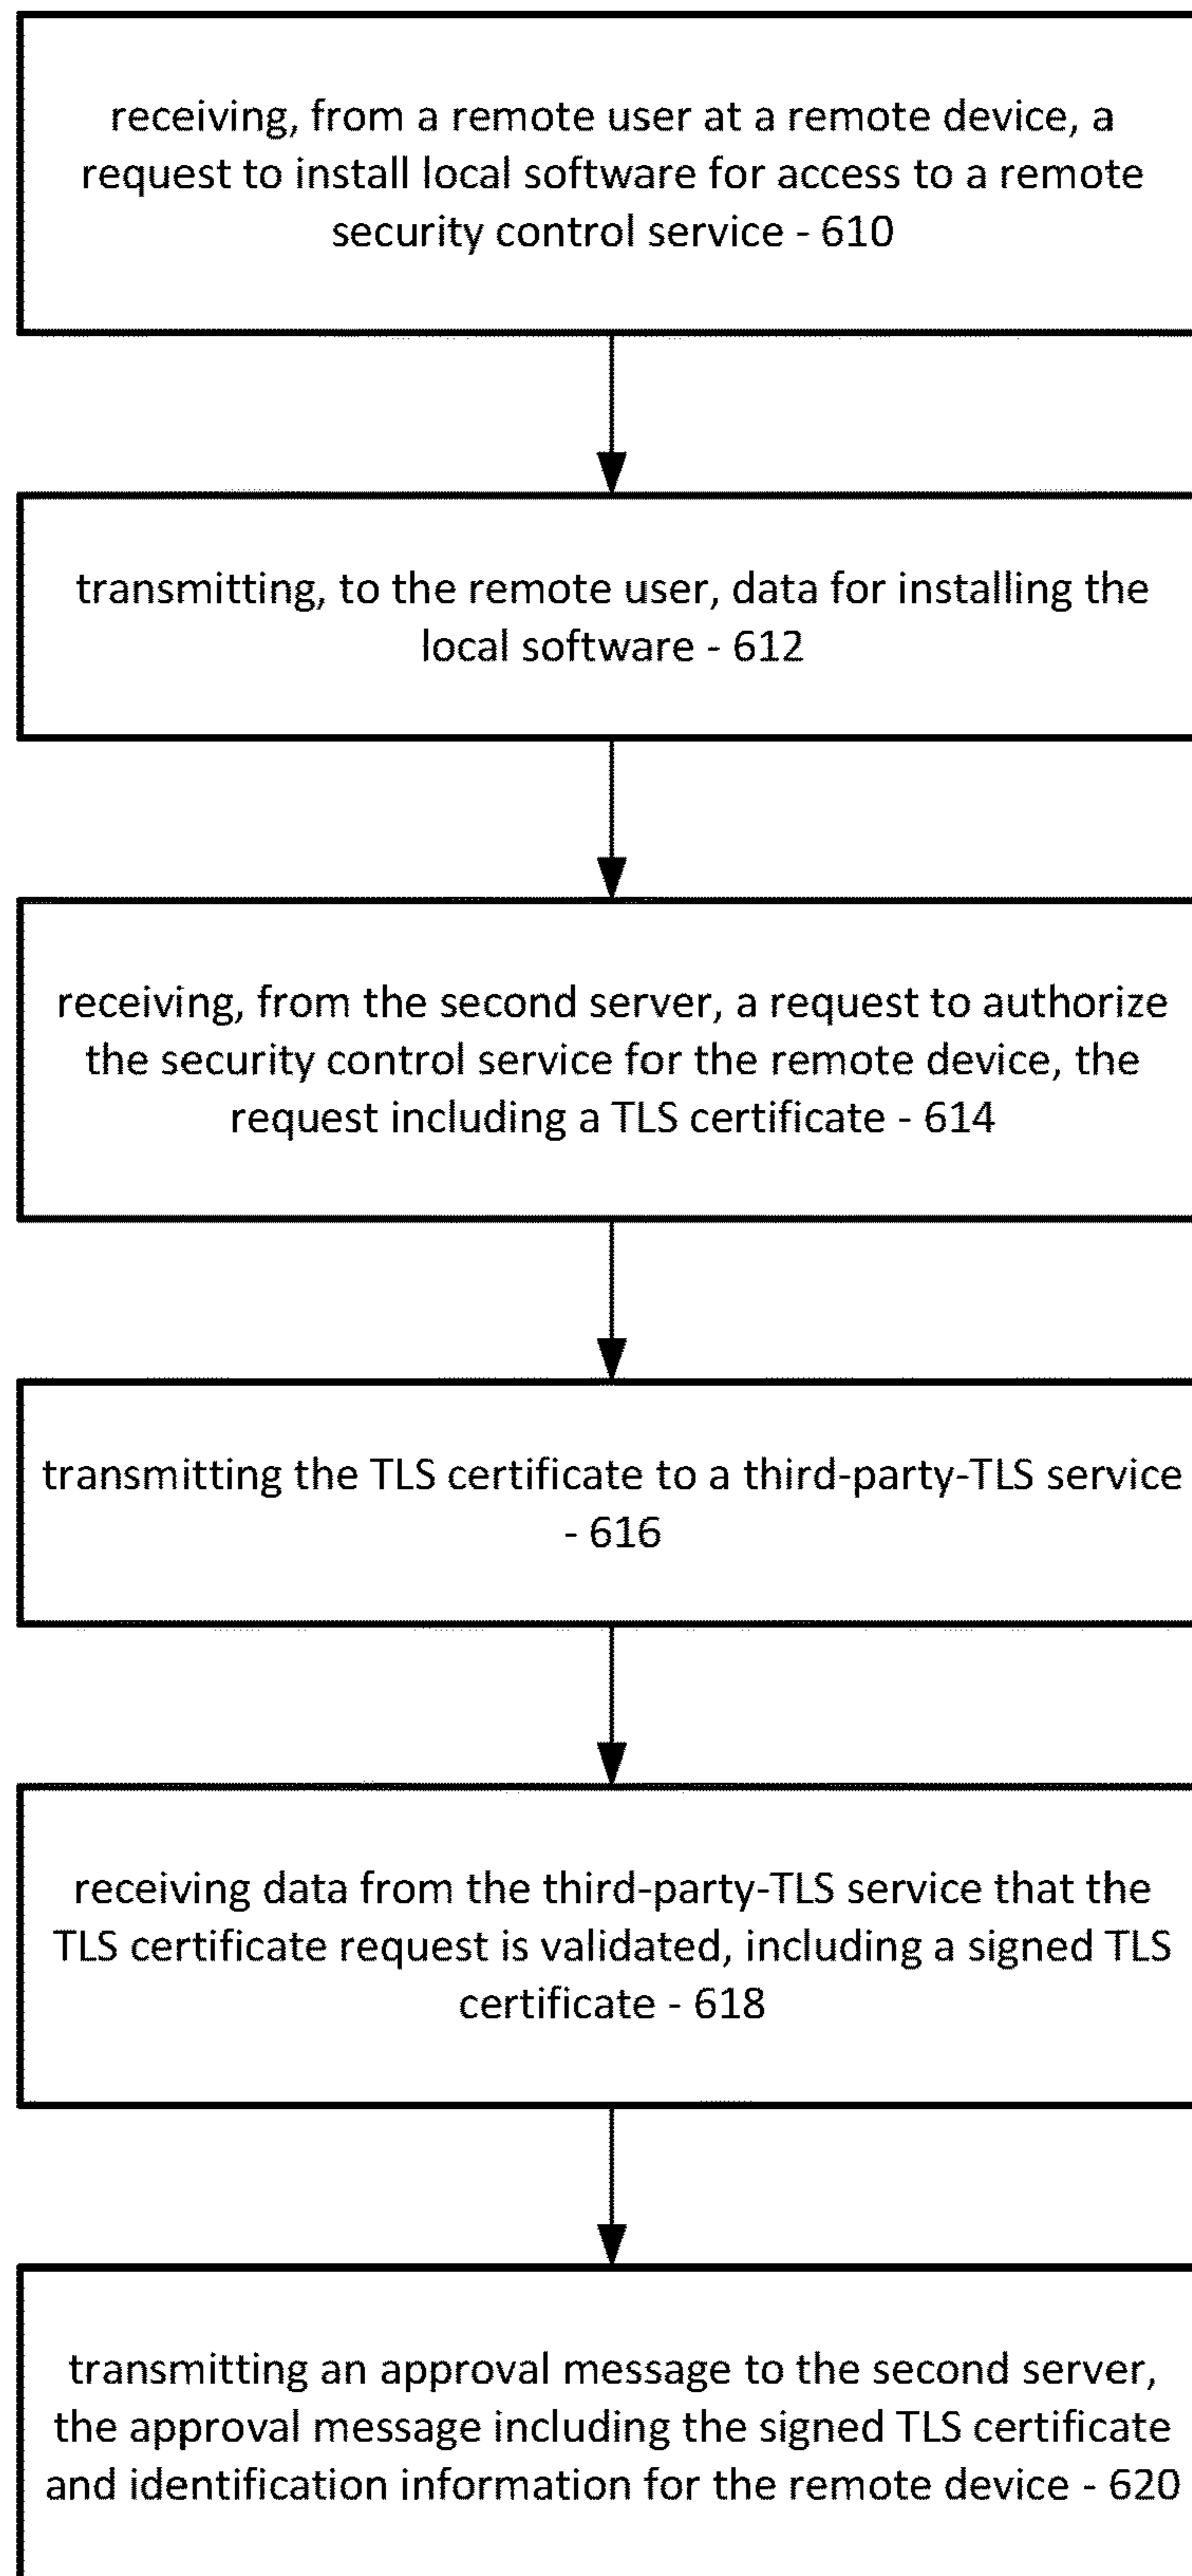 receiving, from a remote user at a remote device, a
request to install local software for access to a remote
security control service - 610
transmitting, to the remote user, data for installing the
local software - 612
receiving, from the second server, a request to authorize
the security control service for the remote device, the
request including a TLS certificate - 614
transmitting the TLS certificate to a third-party-TLS service
- 616
receiving data from the third-party-TLS service that the
TLS certificate request is validated, including a signed TLS
certificate - 618
transmitting an approval message to the second server,
the approval message including the signed TLS certificate
and identification information for the remote device - 620